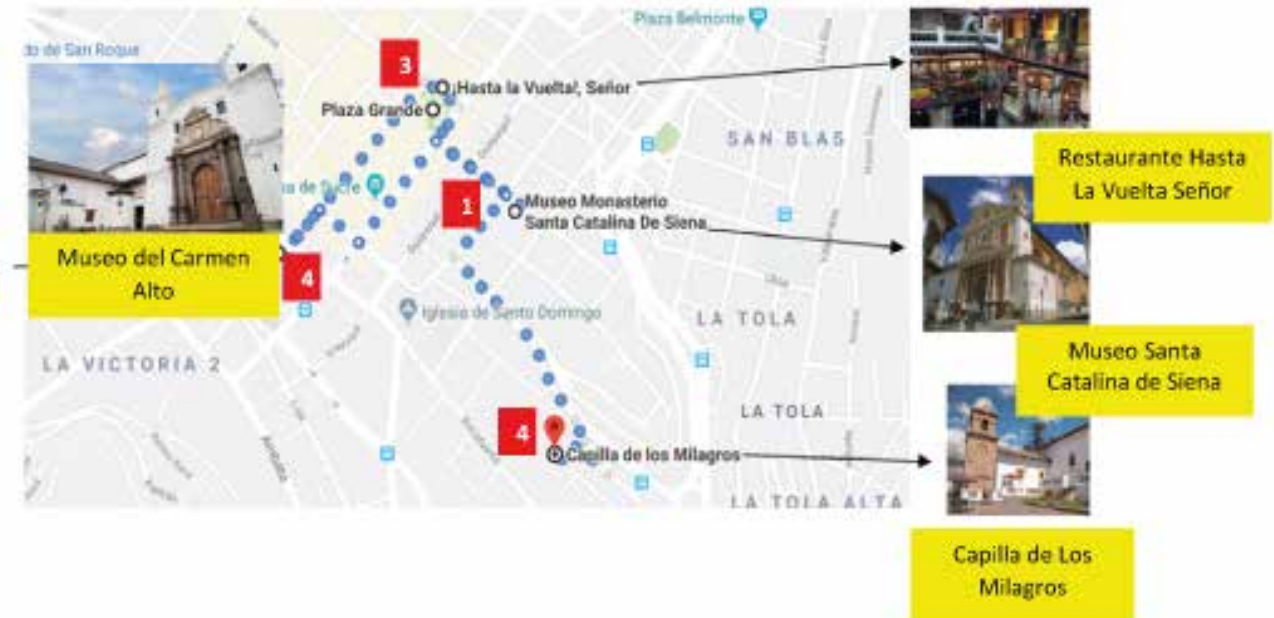 Plaza Belmonte
de San Roque
3
¡Hasta la Vuelta!, Señor
Plaza Grande
SAN BLAS
Restaurante Hasta
La Vuelta Señor
de Sucre
1
Museo Monasterio
Santa Catalina De Siena
Museo del Carmen
Alto
4
Iglesia de Santo Domingo
LA TOLA
LA VICTORIA 2
Museo Santa
Catalina de Siena
LA TOLA
4
Capilla de los Milagros
LA TOLA ALTA
Capilla de Los
Milagros